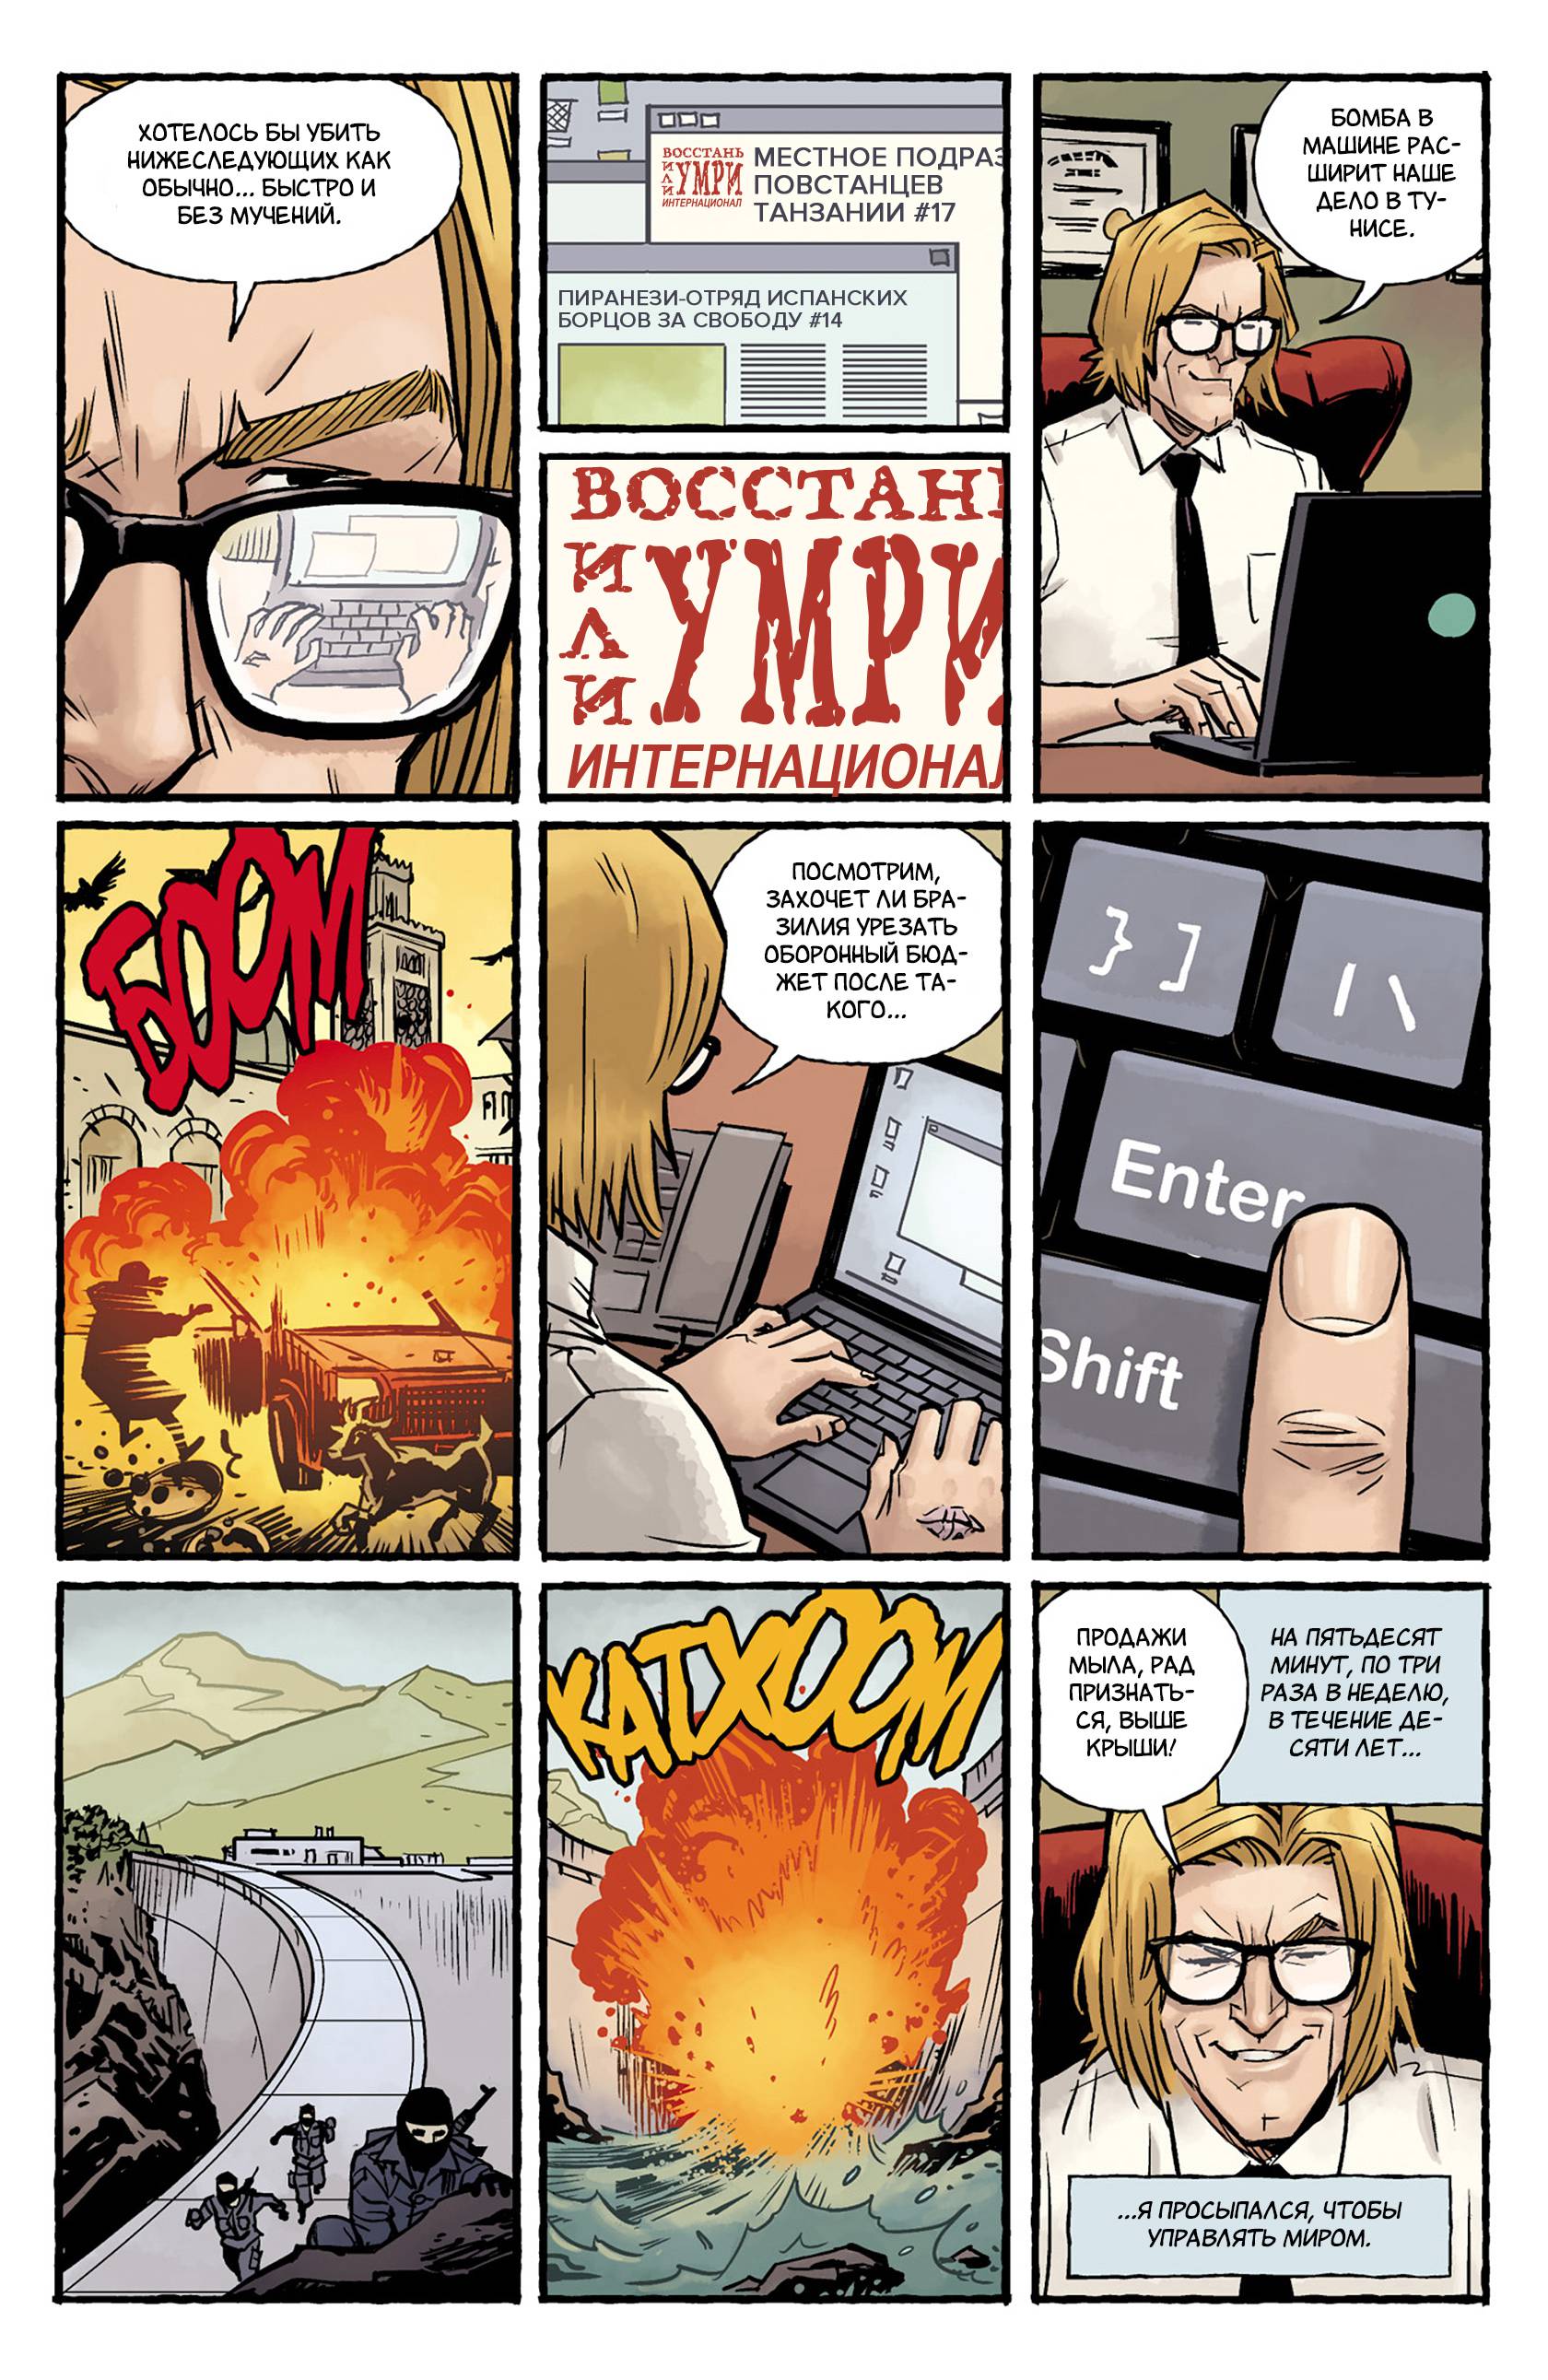 ХОТЕЛОСЬ БЫ УБИТЬ
НИЖЕСЛЕДУЮЩИХ КАК
ОБЫЧНО... БЫСТРО И
БЕЗ МУЧЕНИЙ.
ВОССТАНЬ
ИЛИ УМРИ
ИНТЕРНАЦИОНАЛ
МЕСТНОЕ ПОДРАЗ
ПОВСТАНЦЕВ
ТАНЗАНИИ #17
ПИРАНЕЗИ-ОТРЯД ИСПАНСКИХ
БОРЦОВ ЗА СВОБОДУ #14
ВОССТАНЬ
ИЛИ УМРИ
ИНТЕРНАЦИОНАЛ
БОМБА В
МАШИНЕ РАС-
ШИРИТ НАШЕ
ДЕЛО В ТУ-
НИСЕ.
БООМ
ПОСМОТРИМ,
ЗАХОЧЕТ ЛИ БРА-
ЗИЛИЯ УРЕЗАТЬ
ОБОРОННЫЙ БЮД-
ЖЕТ ПОСЛЕ ТА-
КОГО...
} ]
| \
Enter
Shift
КАТХООМ
ПРОДАЖИ
МЫЛА, РАД
ПРИЗНАТЬ-
СЯ, ВЫШЕ
КРЫШИ!
НА ПЯТЬДЕСЯТ
МИНУТ, ПО ТРИ
РАЗА В НЕДЕЛЮ,
В ТЕЧЕНИЕ ДЕ-
СЯТИ ЛЕТ...
...Я ПРОСЫПАЛСЯ, ЧТОБЫ
УПРАВЛЯТЬ МИРОМ.